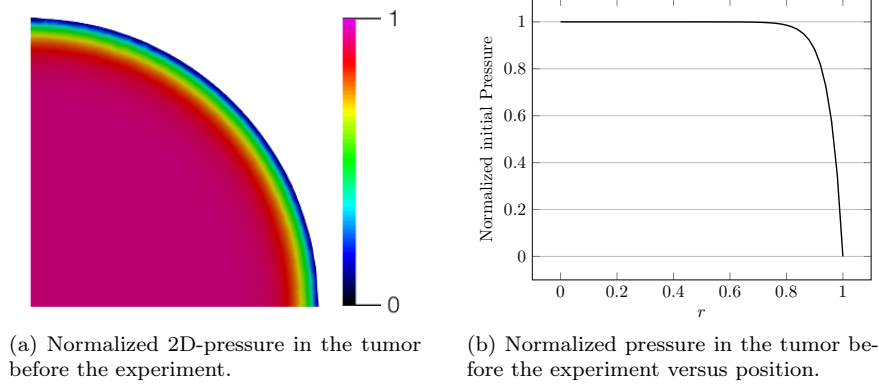 1
0
(a) Normalized 2D-pressure in the tumor
before the experiment.
Normalized initial Pressure
1
0.8
0.6
0.4
0.2
0
0 0.2 0.4 0.6 0.8 1
r
(b) Normalized pressure in the tumor be-
fore the experiment versus position.